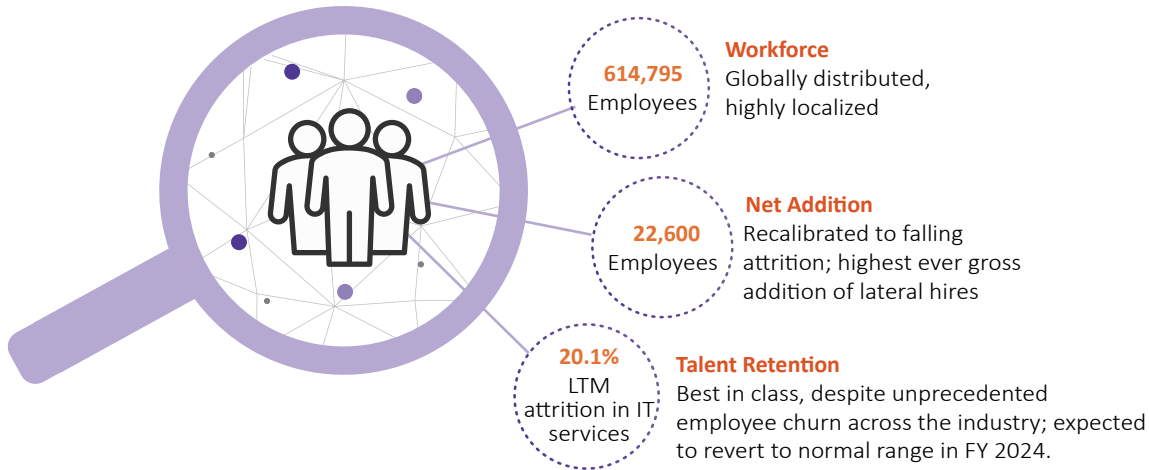 614,795
Employees
Workforce
Globally distributed,
highly localized
22,600
Employees
Net Addition
Recalibrated to falling
attrition; highest ever gross
addition of lateral hires
20.1%
LTM
attrition in IT
services
Talent Retention
Best in class, despite unprecedented
employee churn across the industry; expected
to revert to normal range in FY 2024.